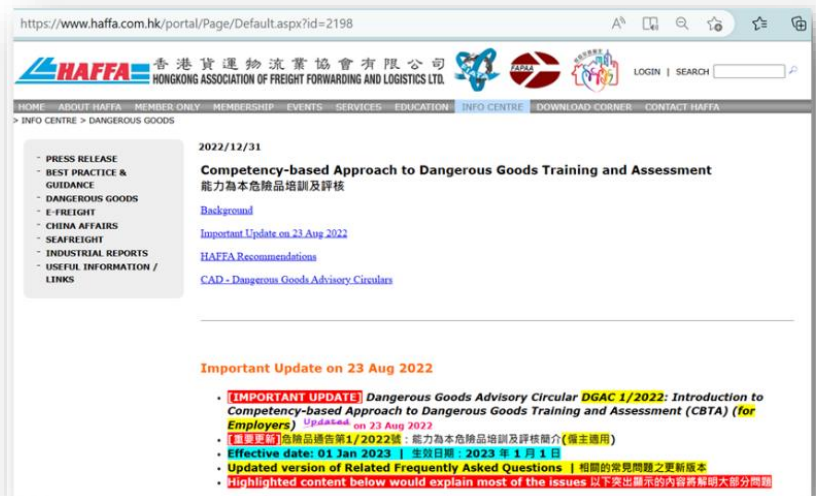 https://www.haffa.com.hk/portal/Page/Default.aspx?id=2198
HAFFA 香港貨運物流業協會有限公司
HONGKONG ASSOCIATION OF FREIGHT FORWARDING AND LOGISTICS LTD.
FAPAA
LOGIN | SEARCH
HOME ABOUT HAFFA MEMBER ONLY MEMBERSHIP EVENTS SERVICES EDUCATION INFO CENTRE DOWNLOAD CORNER CONTACT HAFFA
> INFO CENTRE > DANGEROUS GOODS
- PRESS RELEASE
- BEST PRACTICE &
GUIDANCE
- DANGEROUS GOODS
- E-FREIGHT
- CHINA AFFAIRS
- SEAFREIGHT
- INDUSTRIAL REPORTS
- USEFUL INFORMATION /
LINKS
2022/12/31
Competency-based Approach to Dangerous Goods Training and Assessment
能力為本危險品培訓及評核
Background
Important Update on 23 Aug 2022
HAFFA Recommendations
CAD - Dangerous Goods Advisory Circulars
Important Update on 23 Aug 2022
• [IMPORTANT UPDATE] Dangerous Goods Advisory Circular DGAC 1/2022: Introduction to
Competency-based Approach to Dangerous Goods Training and Assessment (CBTA) (for
Employers) Updated on 23 Aug 2022
• [重要更新]危險品通告第1/2022號：能力為本危險品培訓及評核簡介(僱主適用)
• Effective date: 01 Jan 2023 | 生效日期：2023 年 1 月 1 日
• Updated version of Related Frequently Asked Questions | 相關的常見問題之更新版本
• Highlighted content below would explain most of the issues 以下突出顯示的內容將解明大部分問題